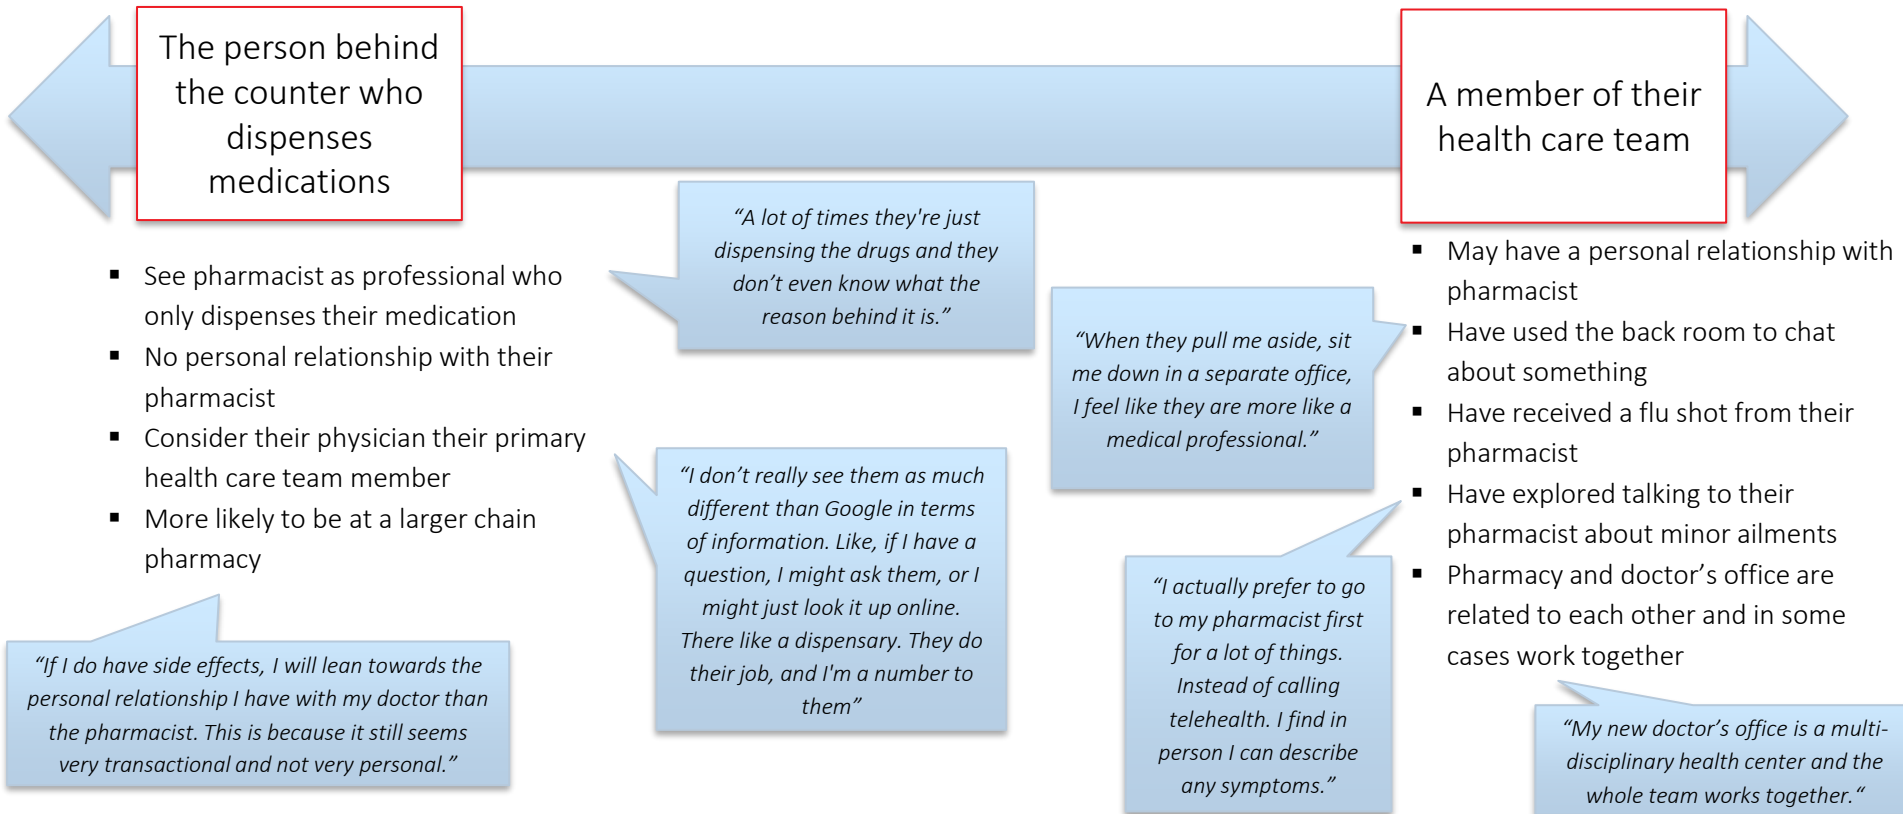 The person behind
the counter who
dispenses
medications
A member of their
health care team
▪ See pharmacist as professional who
only dispenses their medication
▪ No personal relationship with their
pharmacist
▪ Consider their physician their primary
health care team member
▪ More likely to be at a larger chain
pharmacy
“A lot of times they're just
dispensing the drugs and they
don’t even know what the
reason behind it is.”
“I don’t really see them as much
different than Google in terms
of information. Like, if I have a
question, I might ask them, or I
might just look it up online.
There like a dispensary. They do
their job, and I'm a number to
them”
“If I do have side effects, I will lean towards the
personal relationship I have with my doctor than
the pharmacist. This is because it still seems
very transactional and not very personal.”
“When they pull me aside, sit
me down in a separate office,
I feel like they are more like a
medical professional.”
“I actually prefer to go
to my pharmacist first
for a lot of things.
Instead of calling
telehealth. I find in
person I can describe
any symptoms.”
▪ May have a personal relationship with
pharmacist
▪ Have used the back room to chat
about something
▪ Have received a flu shot from their
pharmacist
▪ Have explored talking to their
pharmacist about minor ailments
▪ Pharmacy and doctor’s office are
related to each other and in some
cases work together
“My new doctor’s office is a multi-
disciplinary health center and the
whole team works together.“